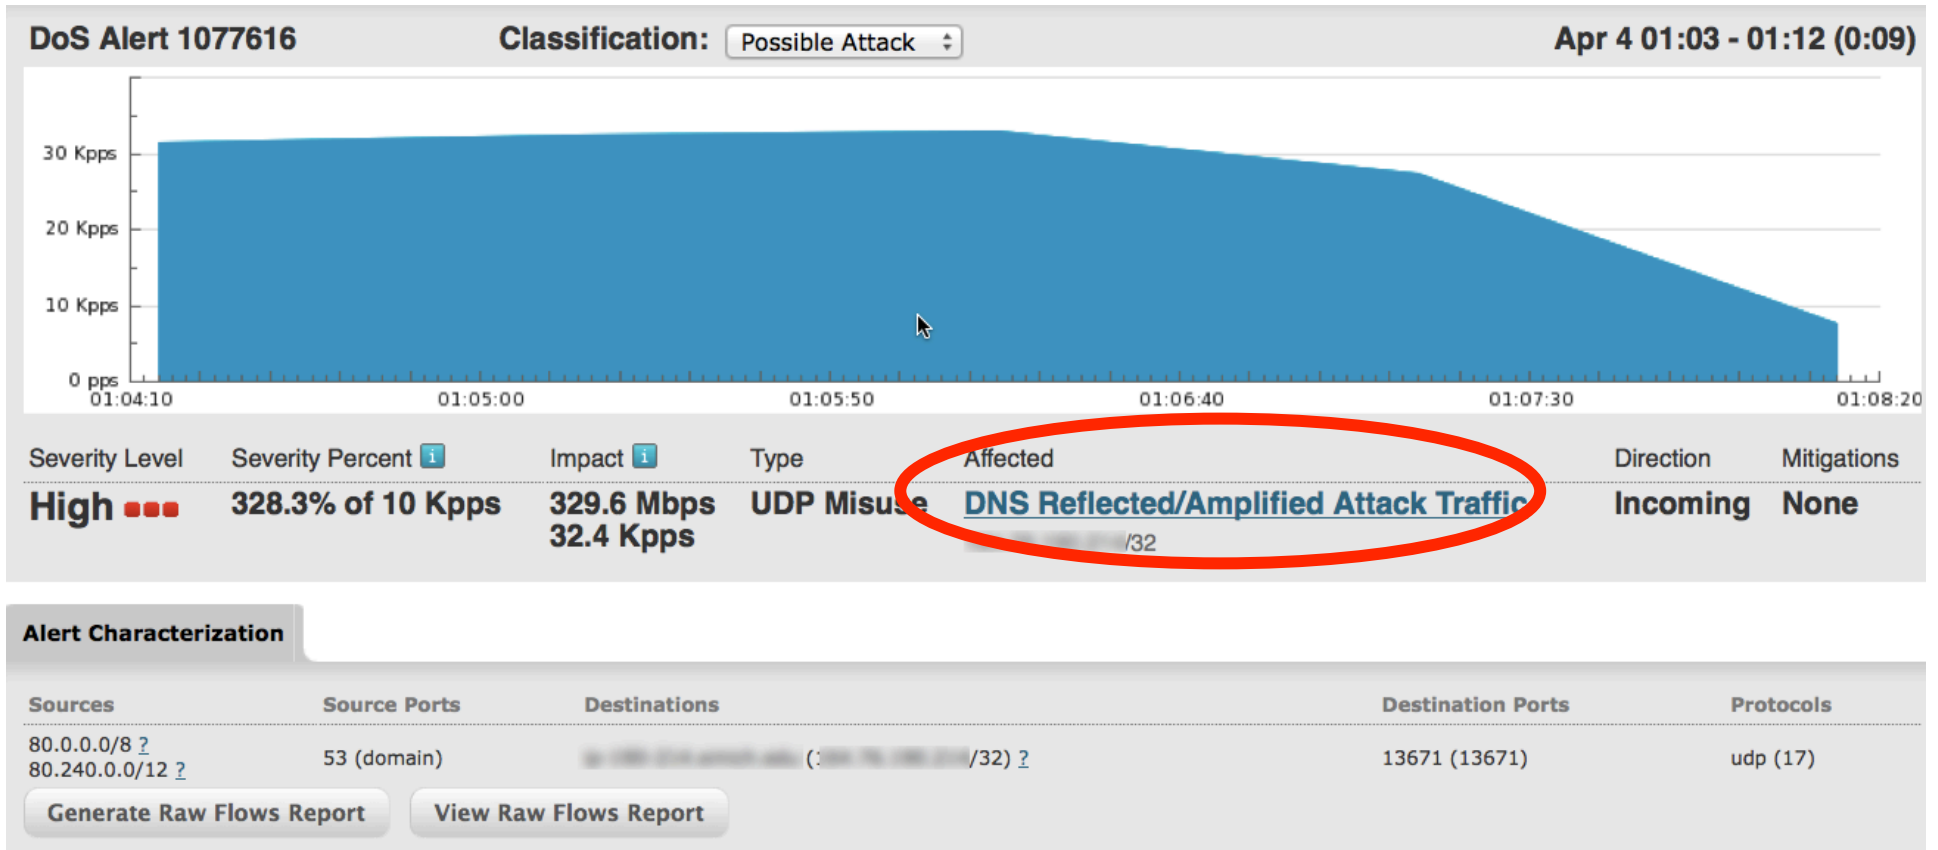 DoS Alert 1077616 Classification: Possible Attack Apr 4 01:03 - 01:12 (0:09)
30 Kpps
20 Kpps
10 Kpps
0 pps
01:04:10 01:05:00 01:05:50 01:06:40 01:07:30 01:08:20
Severity Level Severity Percent i Impact i Type Affected Direction Mitigations
High 328.3% of 10 Kpps 329.6 Mbps UDP Misuse DNS Reflected/Amplified Attack Traffic Incoming None
32.4 Kpps /32
Alert Characterization
Sources Source Ports Destinations Destination Ports Protocols
80.0.0.0/8 ?
53 (domain) ( /32) ? 13671 (13671) udp (17)
80.240.0.0/12 ?
Generate Raw Flows Report View Raw Flows Report